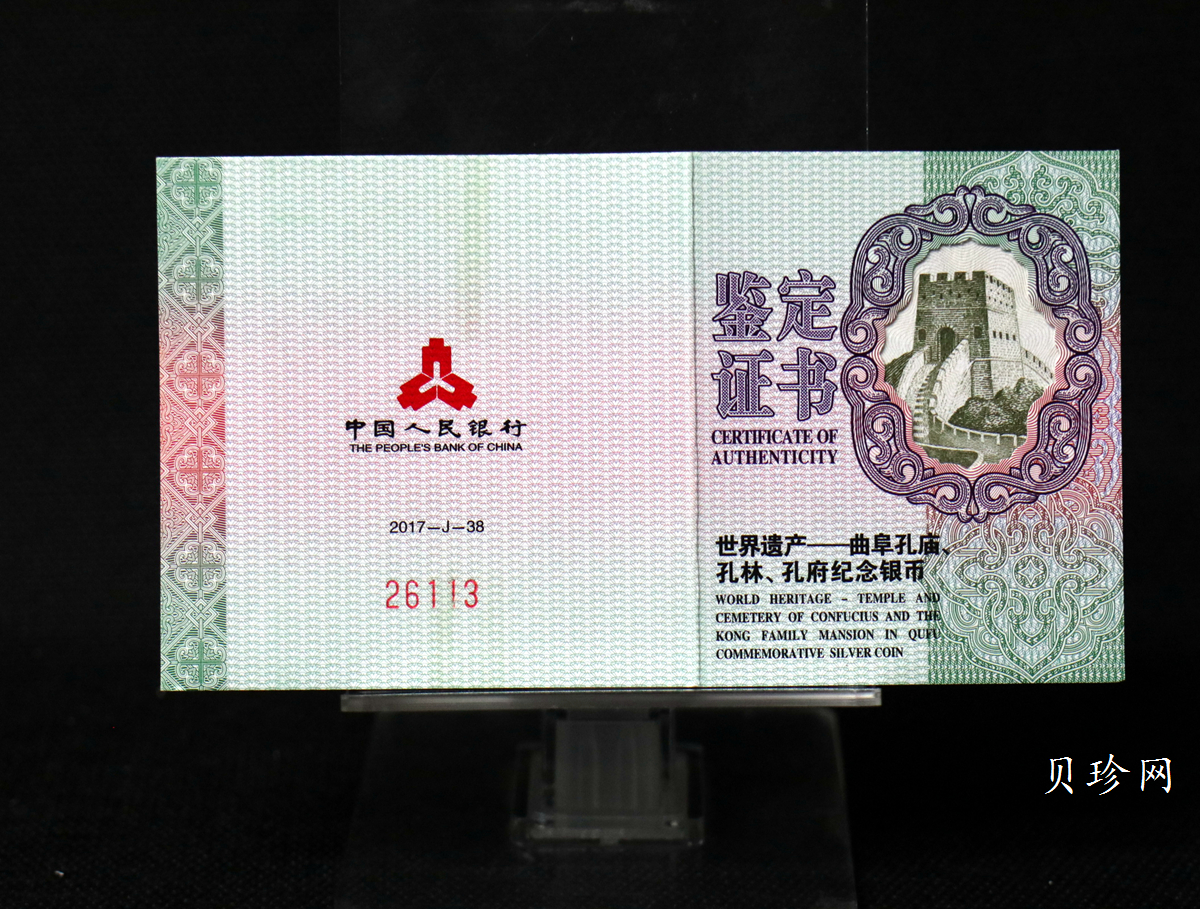 中国人民银行
THE PEOPLE'S BANK OF CHINA
2017—J—38
26113
鉴定
证书
CERTIFICATE OF
AUTHENTICITY
世界遗产——曲阜孔庙、
孔林、孔府纪念银币
WORLD HERITAGE – TEMPLE AND
CEMETERY OF CONFUCIUS AND THE
KONG FAMILY MANSION IN QUFU
COMMEMORATIVE SILVER COIN
贝珍网